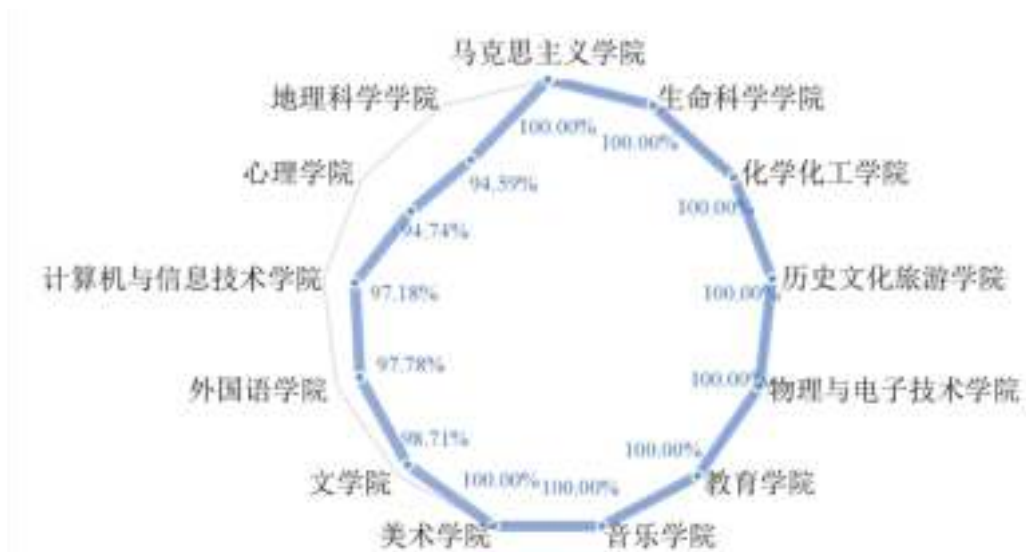 马克思主义学院
地理科学学院
生命科学学院
100.00%
100.00%
心理学院
94.59%
化学化工学院
100.00%
94.74%
计算机与信息技术学院
97.18%
100.00%
历史文化旅游学院
97.78%
外国语学院
100.00%
物理与电子技术学院
98.71%
100.00%
文学院
100.00%
100.00%
教育学院
美术学院
音乐学院